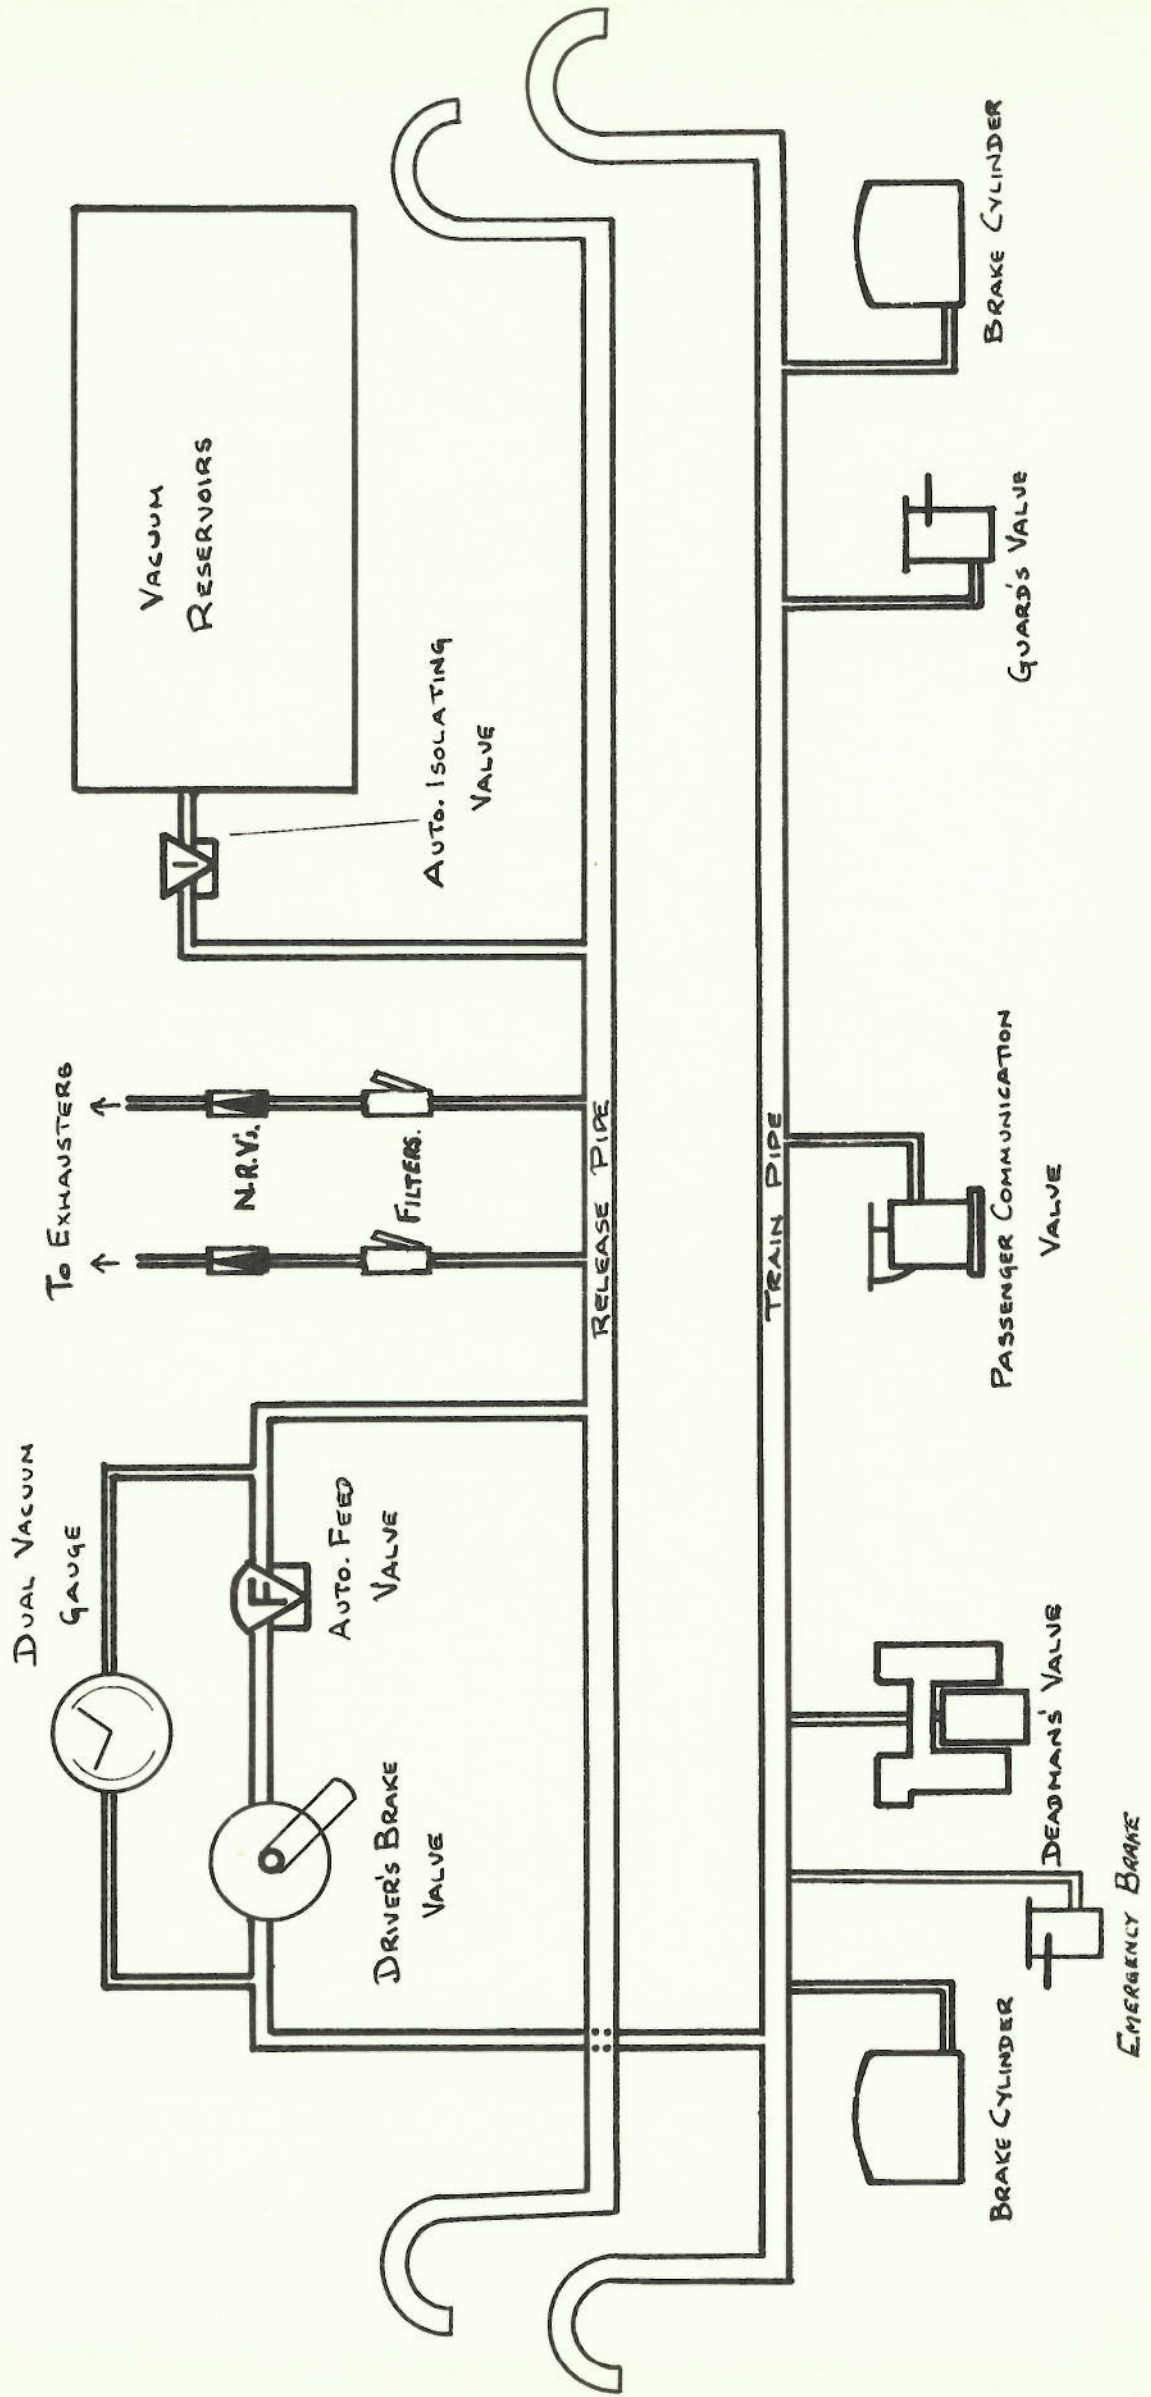 DUAL VACUUM
GAUGE
TO EXHAUSTERS
VACUUM
RESERVOIRS
N.R.V's.
FILTERS.
AUTO. FEED
VALVE
DRIVER'S BRAKE
VALVE
AUTO. ISOLATING
VALVE
I
F
RELEASE PIPE
TRAIN PIPE
BRAKE CYLINDER
EMERGENCY BRAKE
DEADMANS' VALVE
PASSENGER COMMUNICATION
VALVE
GUARD'S VALVE
BRAKE CYLINDER